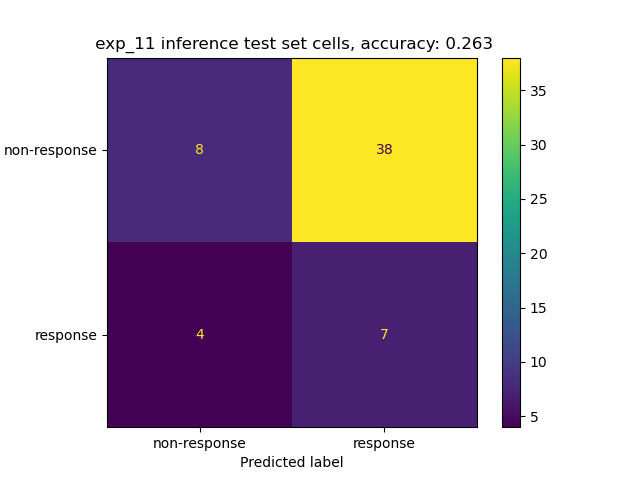 exp_11 inference test set cells, accuracy: 0.263
non-response
8
38
response
4
7
non-response
response
Predicted label
35
30
25
20
15
10
5